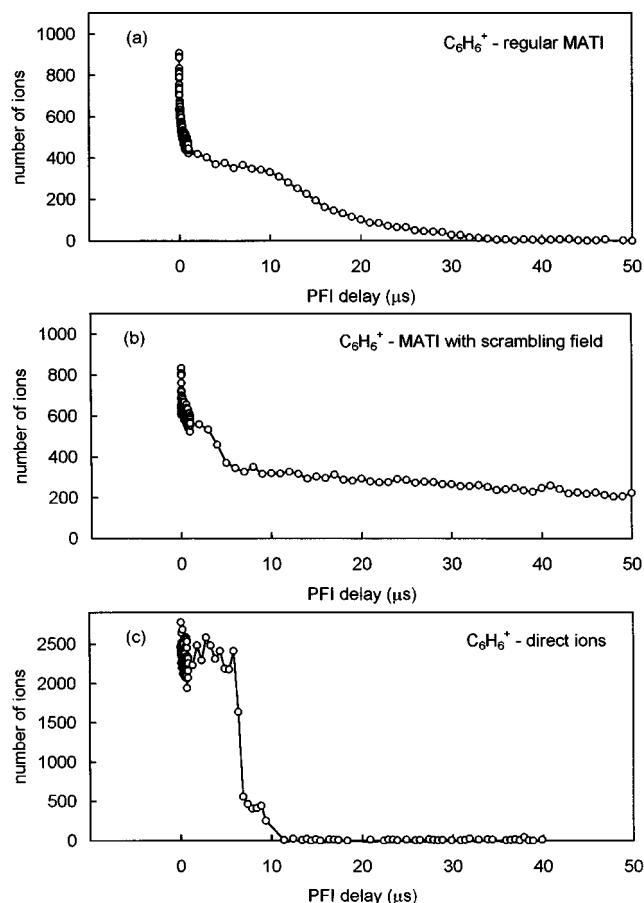 (a)
C₆H₆⁺ - regular MATI
number of ions
1000
800
600
400
200
0
0 10 20 30 40 50
PFI delay (μs)
(b)
C₆H₆⁺ - MATI with scrambling field
number of ions
1000
800
600
400
200
0
0 10 20 30 40 50
PFI delay (μs)
(c)
C₆H₆⁺ - direct ions
number of ions
2500
2000
1500
1000
500
0
0 10 20 30 40 50
PFI delay (μs)